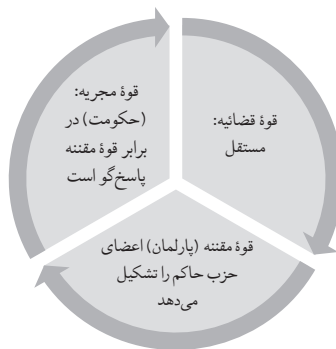 قوهٔ مجریه:
(حکومت) در
برابر قوهٔ مقننه
پاسخ‌گو است
قوهٔ قضائیه:
مستقل
قوهٔ مقننه (پارلمان) اعضای
حزب حاکم را تشکیل
می‌دهد